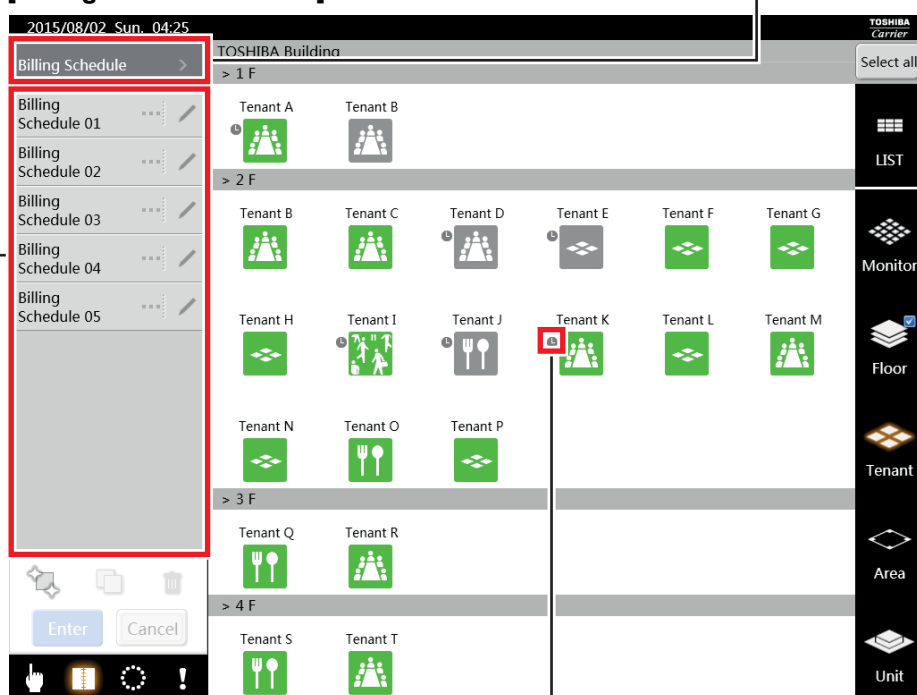 2015/08/02 Sun. 04:25
TOSHIBA
Carrier
Billing Schedule >
TOSHIBA Building
Select all
> 1 F
Billing
Schedule 01
Billing
Schedule 02
Billing
Schedule 03
Billing
Schedule 04
Billing
Schedule 05
Tenant A Tenant B
LIST
> 2 F
Tenant B Tenant C Tenant D Tenant E Tenant F Tenant G
Monitor
Tenant H Tenant I Tenant J Tenant K Tenant L Tenant M
Floor
Tenant N Tenant O Tenant P
Tenant
> 3 F
Tenant Q Tenant R
Area
> 4 F
Enter Cancel
Tenant S Tenant T
Unit